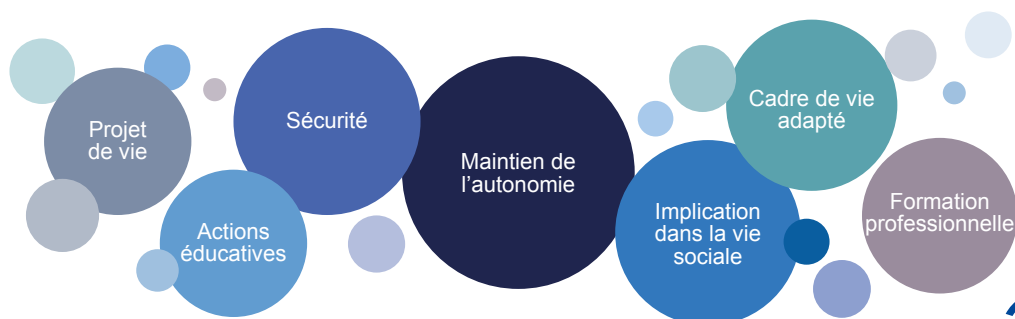 Projet
de vie
Actions
éducatives
Sécurité
Maintien de
l’autonomie
Implication
dans la vie
sociale
Cadre de vie
adapté
Formation
professionnelle